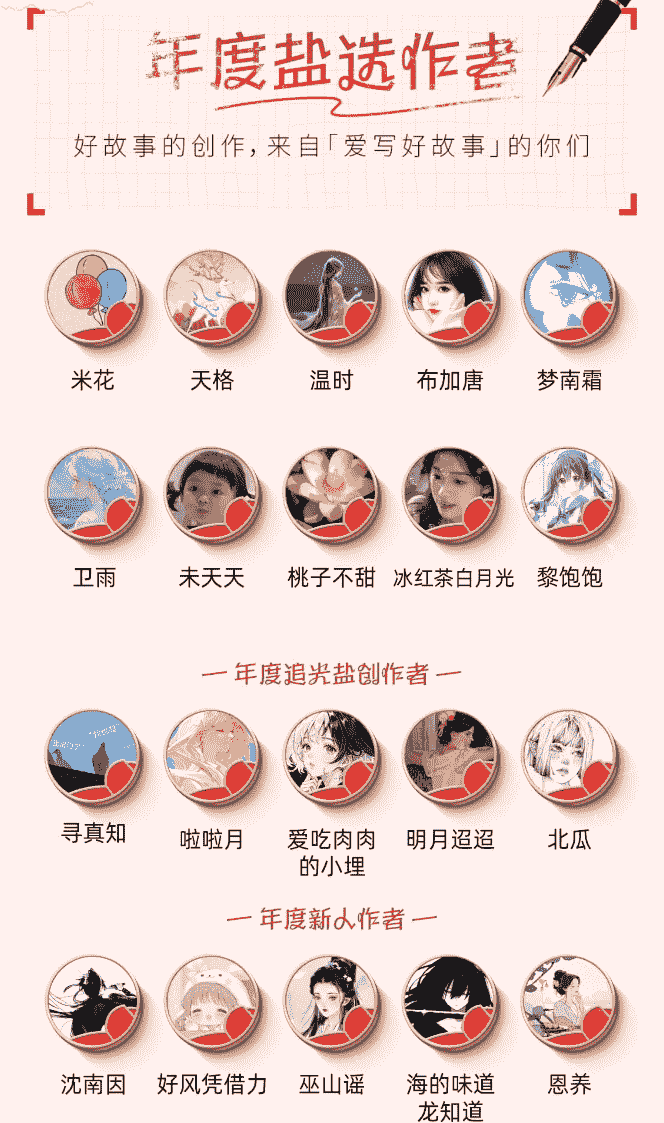 年度盐选作者
好故事的创作，来自「爱写好故事」的你们
米花 天格 温时 布加唐 梦南霜
卫雨 未天天 桃子不甜 冰红茶白月光 黎饱饱
一 年度追光盐创作者 一
寻真知 啦啦月 爱吃肉肉的小埋 明月迢迢 北瓜
一 年度新人作者 一
沈南因 好风凭借力 巫山谣 海的味道龙知道 恩养